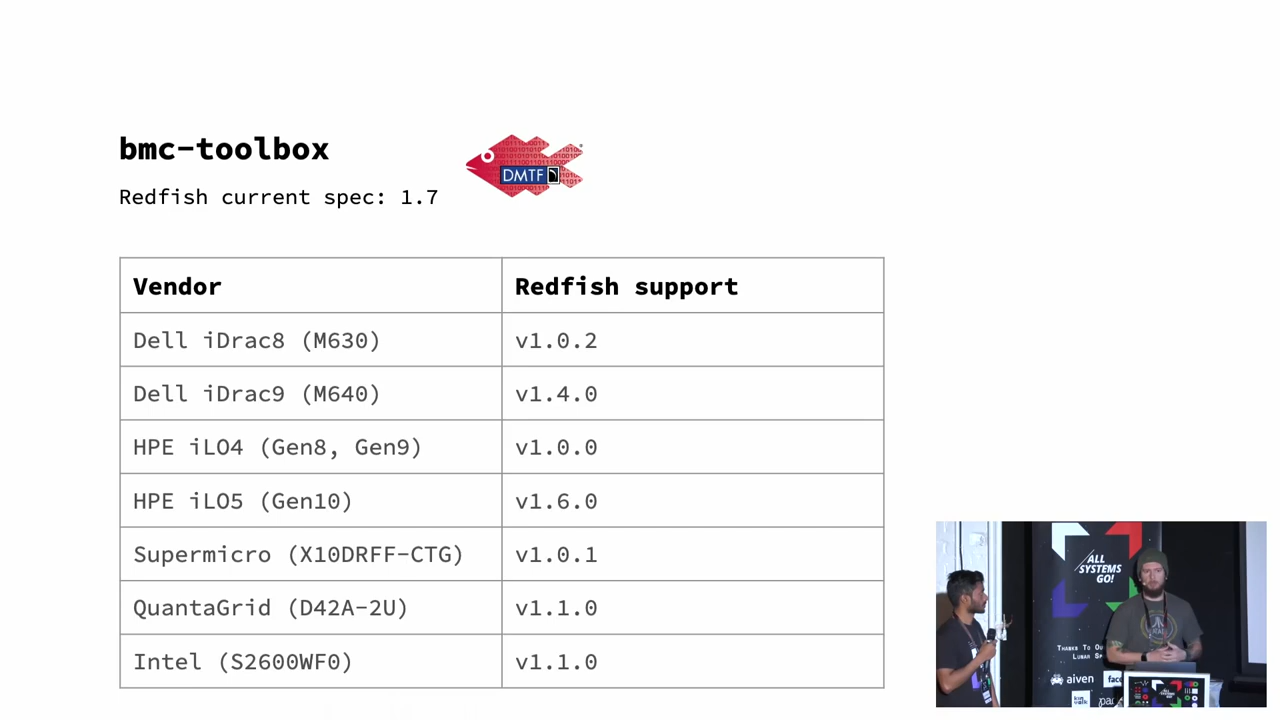 bmc-toolbox
DMTF
Redfish current spec: 1.7
Vendor Redfish support
Dell iDrac8 (M630) v1.0.2
Dell iDrac9 (M640) v1.4.0
HPE iLO4 (Gen8, Gen9) v1.0.0
HPE iLO5 (Gen10) v1.6.0
Supermicro (X10DRFF-CTG) v1.0.1
QuantaGrid (D42A-2U) v1.1.0
Intel (S2600WF0) v1.1.0
ALL
SYSTEMS
GO!
THANKS TO
LUNAR
aiven